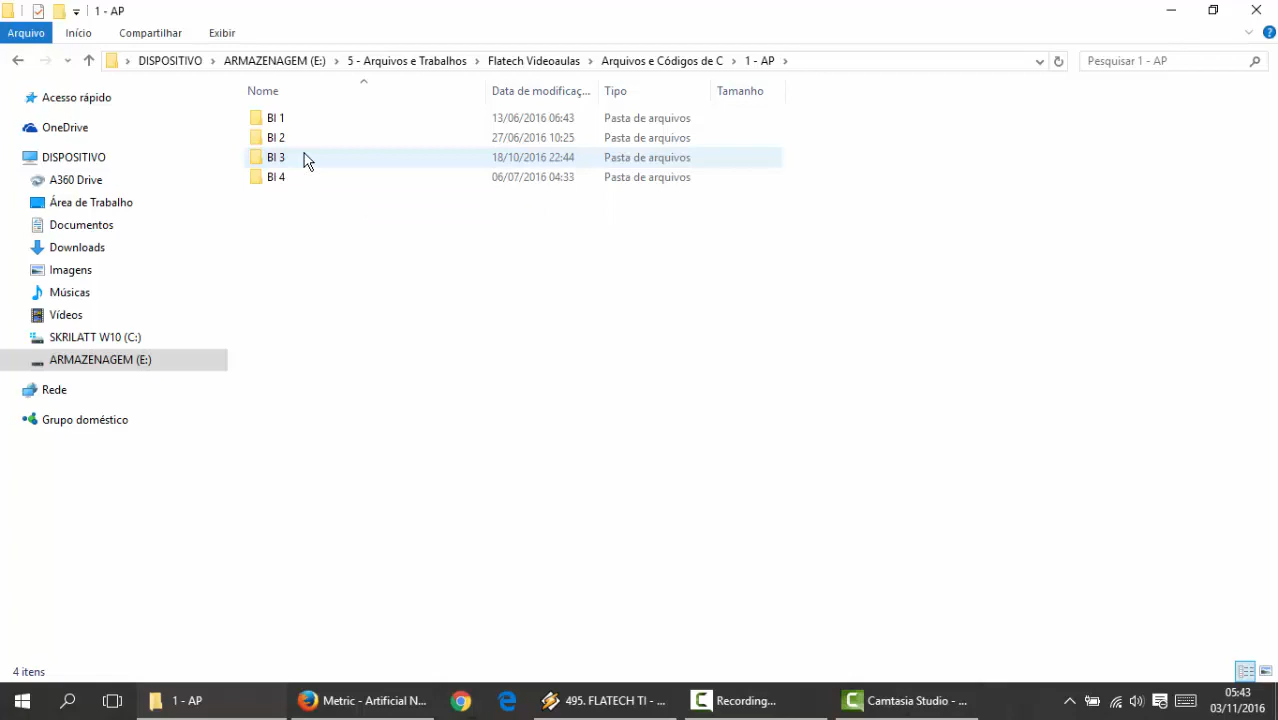 1 - AP
Arquivo Início Compartilhar Exibir
DISPOSITIVO ARMAZENAGEM (E:) 5 - Arquivos e Trabalhos Flatech Videoaulas Arquivos e Códigos de C 1 - AP Pesquisar 1 - AP
Nome Data de modificaç... Tipo Tamanho
BI 1 13/06/2016 06:43 Pasta de arquivos
BI 2 27/06/2016 10:25 Pasta de arquivos
BI 3 18/10/2016 22:44 Pasta de arquivos
BI 4 06/07/2016 04:33 Pasta de arquivos
Acesso rápido
OneDrive
DISPOSITIVO
A360 Drive
Área de Trabalho
Documentos
Downloads
Imagens
Músicas
Vídeos
SKRILATT W10 (C:)
ARMAZENAGEM (E:)
Rede
Grupo doméstico
4 itens
1 - AP Metric - Artificial N... 495. FLATECH TI - ... Recording... Camtasia Studio - ... 05:43
03/11/2016